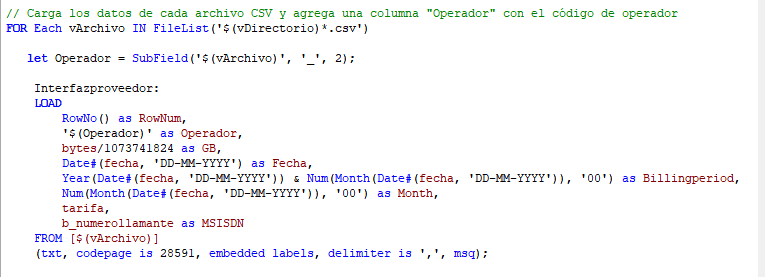 // Carga los datos de cada archivo CSV y agrega una columna "Operador" con el código de operador
FOR Each vArchivo IN FileList('$(vDirectorio)*.csv')
let Operador = SubField('$(vArchivo)', '_', 2);
Interfazproveedor:
LOAD
RowNo() as RowNum,
'$(Operador)' as Operador,
bytes/1073741824 as GB,
Date#(fecha, 'DD-MM-YYYY') as Fecha,
Year(Date#(fecha, 'DD-MM-YYYY')) & Num(Month(Date#(fecha, 'DD-MM-YYYY')), '00') as Billingperiod,
Num(Month(Date#(fecha, 'DD-MM-YYYY')), '00') as Month,
tarifa,
b_numerollamante as MSISDN
FROM [$(vArchivo)]
(txt, codepage is 28591, embedded labels, delimiter is ',', msq);